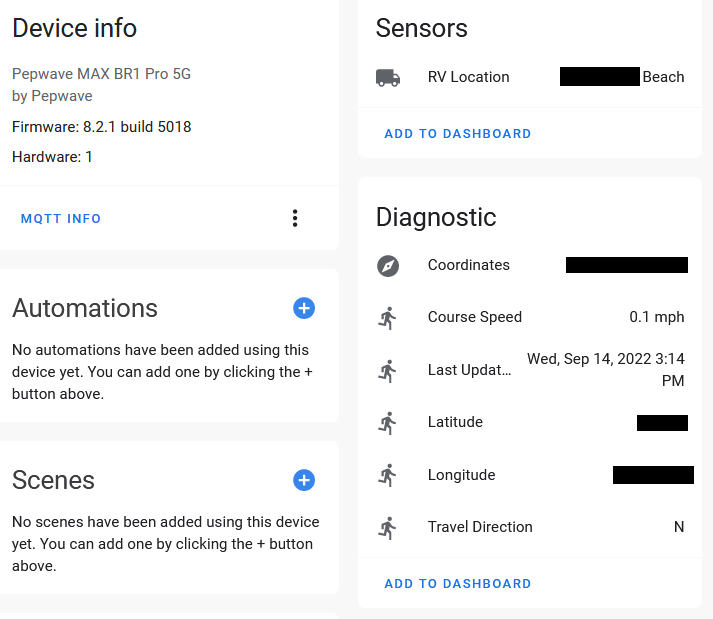 Device info
Pepwave MAX BR1 Pro 5G
by Pepwave
Firmware: 8.2.1 build 5018
Hardware: 1
MQTT INFO
Automations
No automations have been added using this
device yet. You can add one by clicking the +
button above.
Scenes
No scenes have been added using this device
yet. You can add one by clicking the + button
above.
Sensors
RV Location Beach
ADD TO DASHBOARD
Diagnostic
Coordinates
Course Speed 0.1 mph
Last Updat... Wed, Sep 14, 2022 3:14
PM
Latitude
Longitude
Travel Direction N
ADD TO DASHBOARD